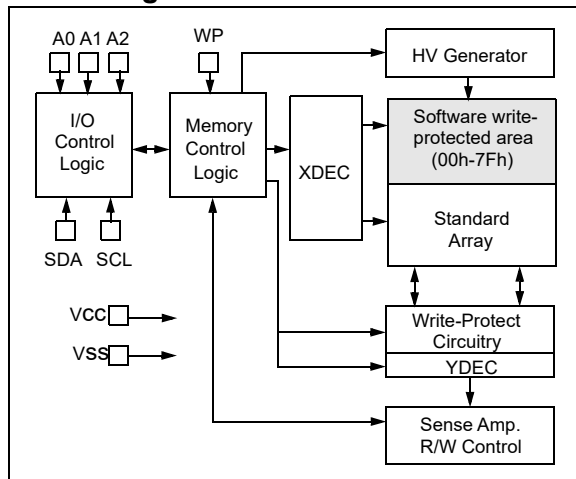 A0 A1 A2
WP
HV Generator
I/O
Control
Logic
Memory
Control
Logic
XDEC
Software write-
protected area
(00h-7Fh)
Standard
Array
SDA SCL
VCC
VSS
Write-Protect
Circuitry
YDEC
Sense Amp.
R/W Control